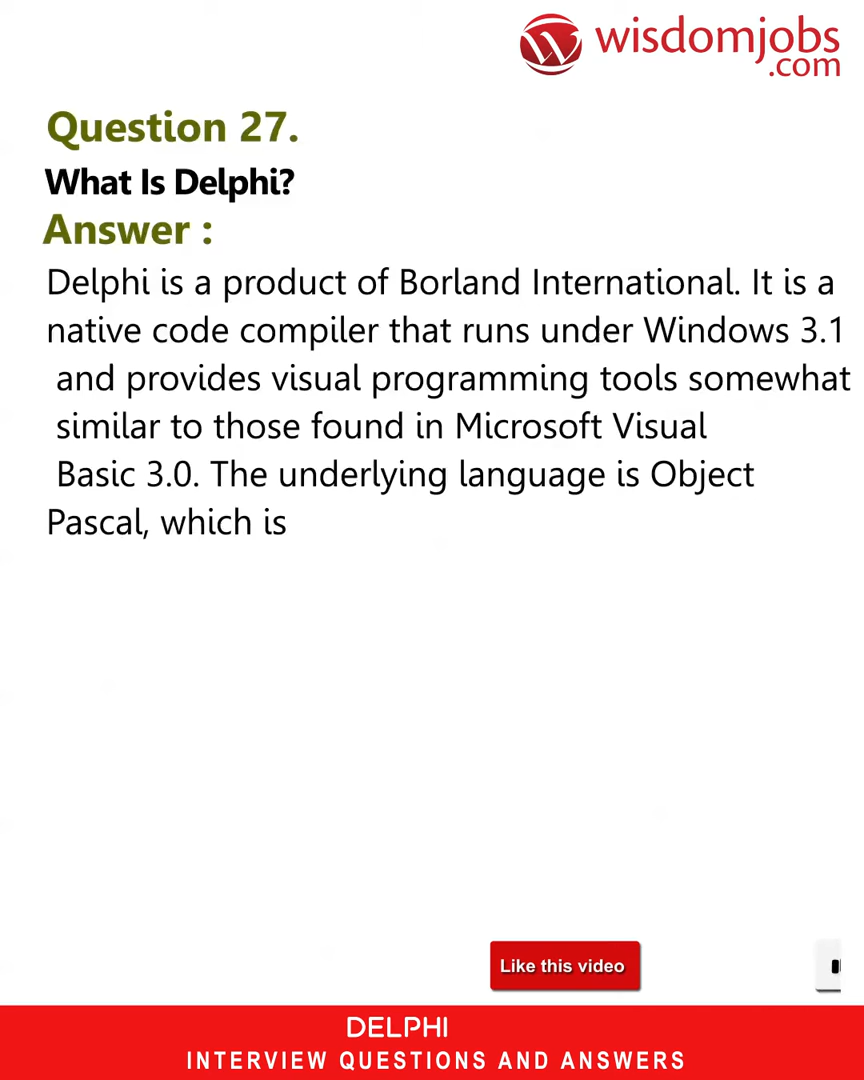 wisdomjobs
.com
Question 27.
What Is Delphi?
Answer :
Delphi is a product of Borland International. It is a
native code compiler that runs under Windows 3.1
and provides visual programming tools somewhat
similar to those found in Microsoft Visual
Basic 3.0. The underlying language is Object
Pascal, which is
Like this video
DELPHI
INTERVIEW QUESTIONS AND ANSWERS